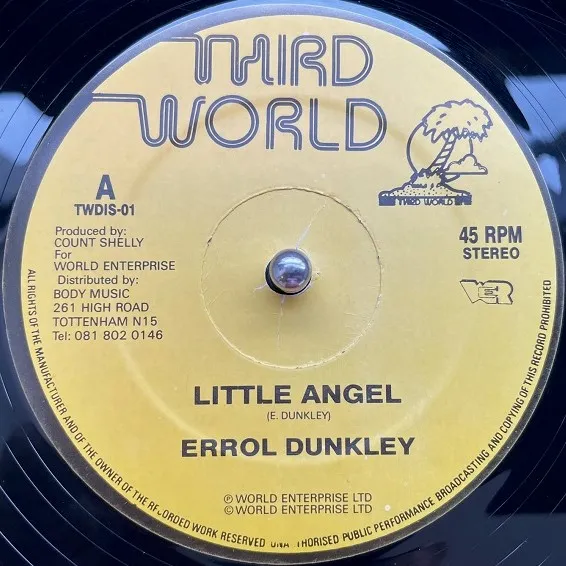 THIRD
WORLD
THIRD WORLD
A
TWDIS-01
Produced by:
COUNT SHELLY
For
WORLD ENTERPRISE
Distributed by:
BODY MUSIC
261 HIGH ROAD
TOTTENHAM N15
Tel: 081 802 0146
45 RPM
STEREO
LITTLE ANGEL
(E. DUNKLEY)
ERROL DUNKLEY
Ⓟ WORLD ENTERPRISE LTD
© WORLD ENTERPRISE LTD
ALL RIGHTS OF THE MANUFACTURER AND OF THE OWNER OF THE RECORDED WORK RESERVED UNATHORISED PUBLIC PERFORMANCE BROADCASTING AND COPYING OF THIS RECORD PROHIBITED